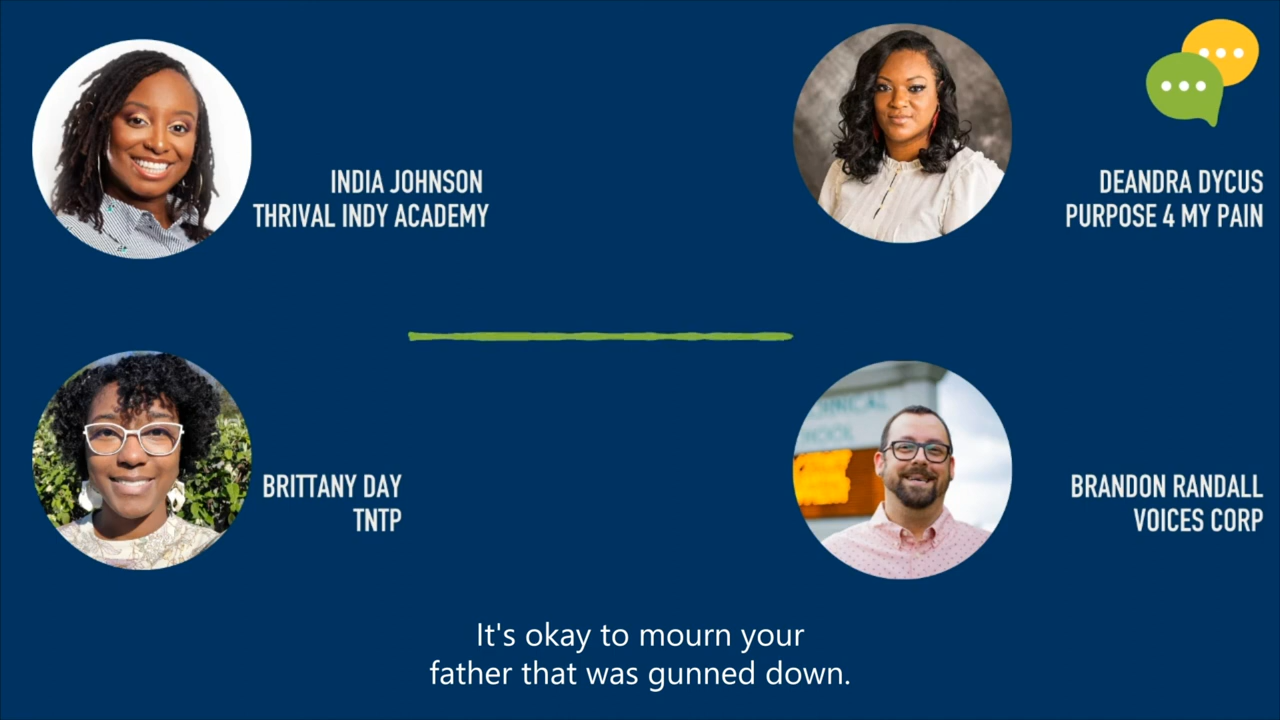 INDIA JOHNSON
THRIVAL INDY ACADEMY
DEANDRA DYCUS
PURPOSE 4 MY PAIN
BRITTANY DAY
TNTP
BRANDON RANDALL
VOICES CORP
It's okay to mourn your
father that was gunned down.